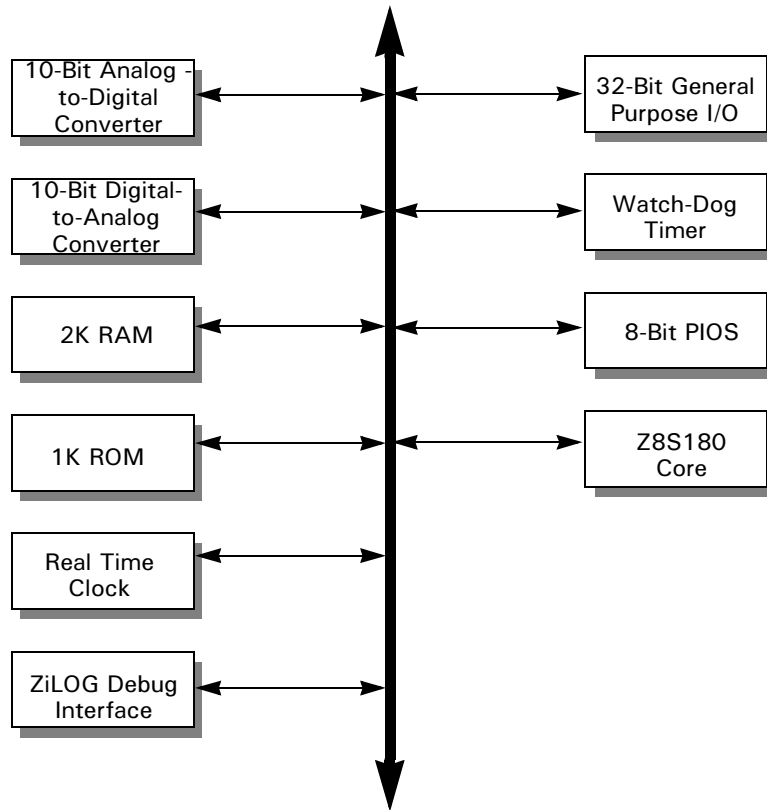 10-Bit Analog -
to-Digital
Converter
10-Bit Digital-
to-Analog
Converter
2K RAM
1K ROM
Real Time
Clock
ZiLOG Debug
Interface
32-Bit General
Purpose I/O
Watch-Dog
Timer
8-Bit PIOS
Z8S180
Core